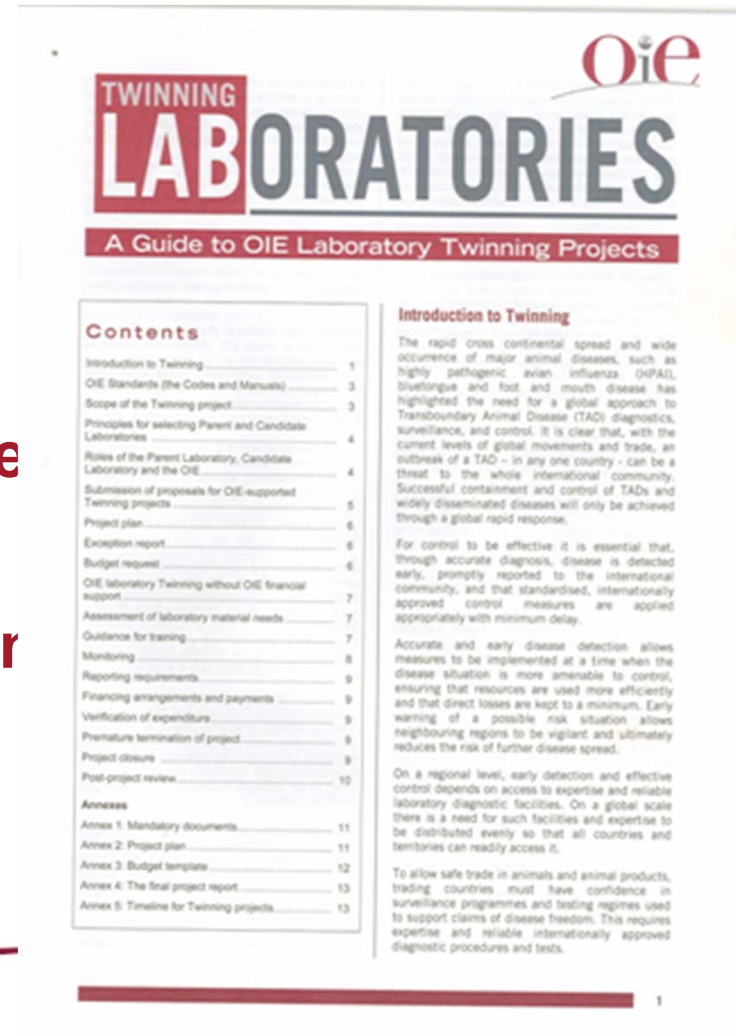 OiE
TWINNING
LABORATORIES
A Guide to OIE Laboratory Twinning Projects
Contents
Introduction to Twinning 1
OIE Standards (the Codes and Manuals) 3
Scope of the Twinning project 3
Principles for selecting Parent and Candidate
Laboratories 4
Roles of the Parent Laboratory, Candidate
Laboratory and the OIE 4
Submission of proposals for OIE-supported
Twinning projects 5
Project plan 6
Exception report 6
Budget request 6
OIE laboratory Twinning without OIE financial
support 7
Assessment of laboratory material needs 7
Guidance for training 7
Monitoring 8
Reporting requirements 9
Financing arrangements and payments 9
Verification of expenditure 9
Premature termination of project 9
Project closure 9
Post-project review 10
Annexes
Annex 1: Mandatory documents 11
Annex 2: Project plan 11
Annex 3: Budget template 12
Annex 4: The final project report 13
Annex 5: Timeline for Twinning projects 13
Introduction to Twinning
The rapid cross continental spread and wide
occurrence of major animal diseases, such as
highly pathogenic avian influenza (HPAI),
bluetongue and foot and mouth disease has
highlighted the need for a global approach to
Transboundary Animal Disease (TAD) diagnostics,
surveillance, and control. It is clear that, with the
current levels of global movements and trade, an
outbreak of a TAD – in any one country - can be a
threat to the whole international community.
Successful containment and control of TADs and
widely disseminated diseases will only be achieved
through a global rapid response.
For control to be effective it is essential that,
through accurate diagnosis, disease is detected
early, promptly reported to the international
community, and that standardised, internationally
approved control measures are applied
appropriately with minimum delay.
Accurate and early disease detection allows
measures to be implemented at a time when the
disease situation is more amenable to control,
ensuring that resources are used more efficiently
and that direct losses are kept to a minimum. Early
warning of a possible risk situation allows
neighbouring regions to be vigilant and ultimately
reduces the risk of further disease spread.
On a regional level, early detection and effective
control depends on access to expertise and reliable
laboratory diagnostic facilities. On a global scale
there is a need for such facilities and expertise to
be distributed evenly so that all countries and
territories can readily access it.
To allow safe trade in animals and animal products,
trading countries must have confidence in
surveillance programmes and testing regimes used
to support claims of disease freedom. This requires
expertise and reliable internationally approved
diagnostic procedures and tests.
1